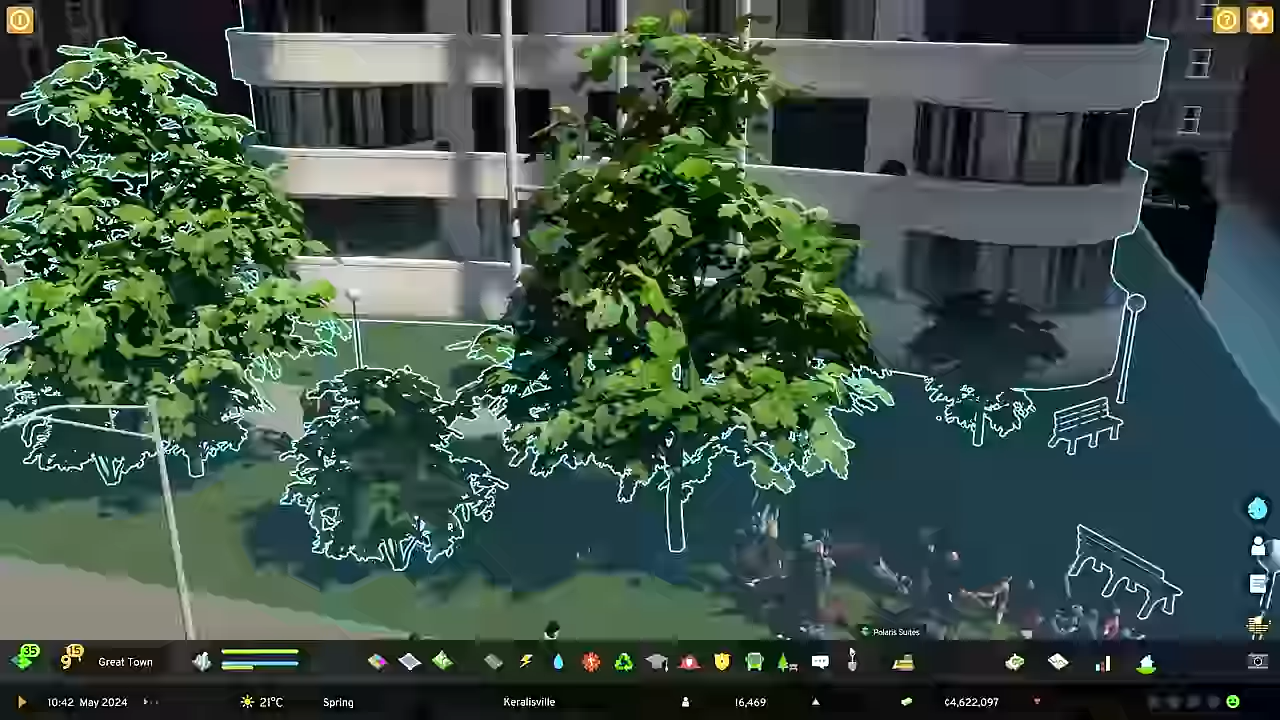 Polaris Suites
35
15
Great Town
10:42 May 2024
21°C
Spring
Keralisville
16,469
¢4,622,097